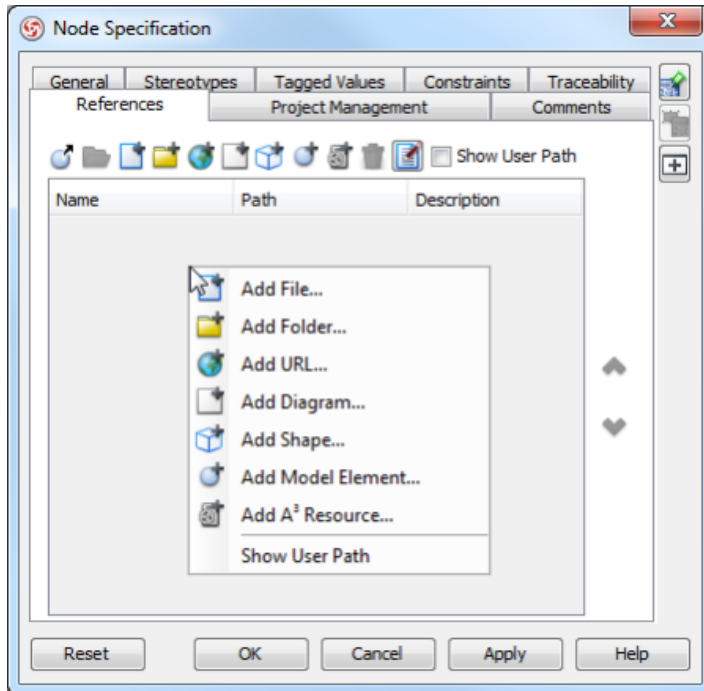 Node Specification
General Stereotypes Tagged Values Constraints Traceability
References Project Management Comments
Show User Path
Name Path Description
Add File...
Add Folder...
Add URL...
Add Diagram...
Add Shape...
Add Model Element...
Add A³ Resource...
Show User Path
Reset OK Cancel Apply Help